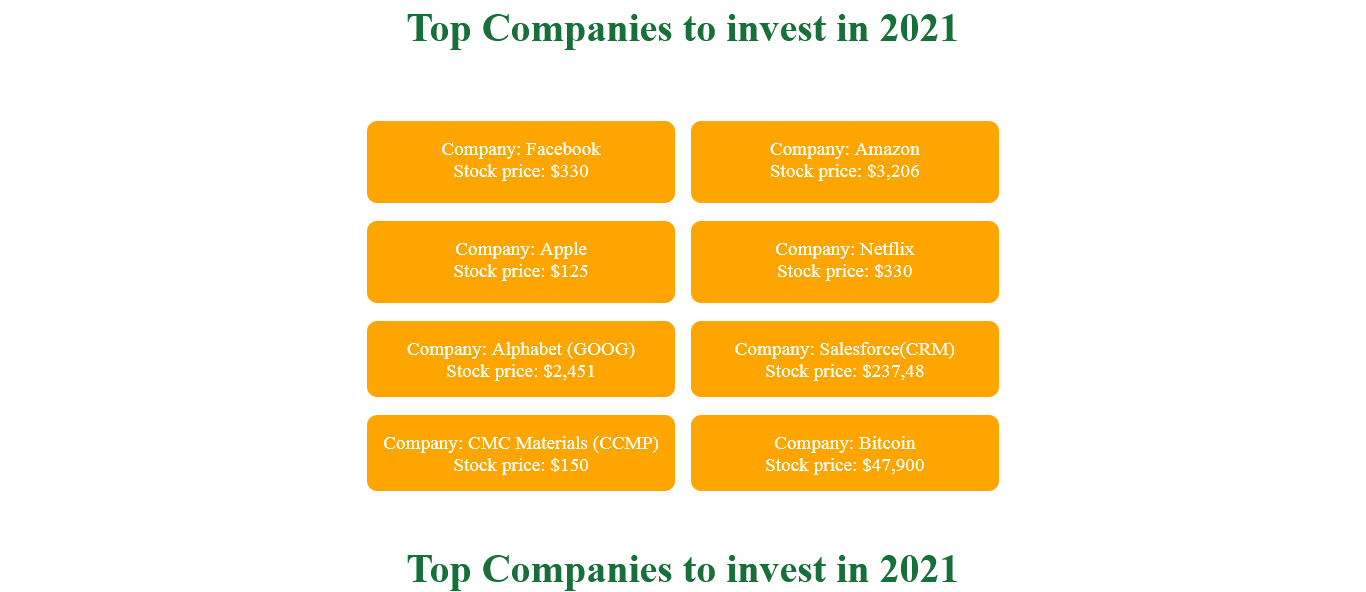 Top Companies to invest in 2021
Company: Facebook
Stock price: $330
Company: Amazon
Stock price: $3,206
Company: Apple
Stock price: $125
Company: Netflix
Stock price: $330
Company: Alphabet (GOOG)
Stock price: $2,451
Company: Salesforce(CRM)
Stock price: $237,48
Company: CMC Materials (CCMP)
Stock price: $150
Company: Bitcoin
Stock price: $47,900
Top Companies to invest in 2021